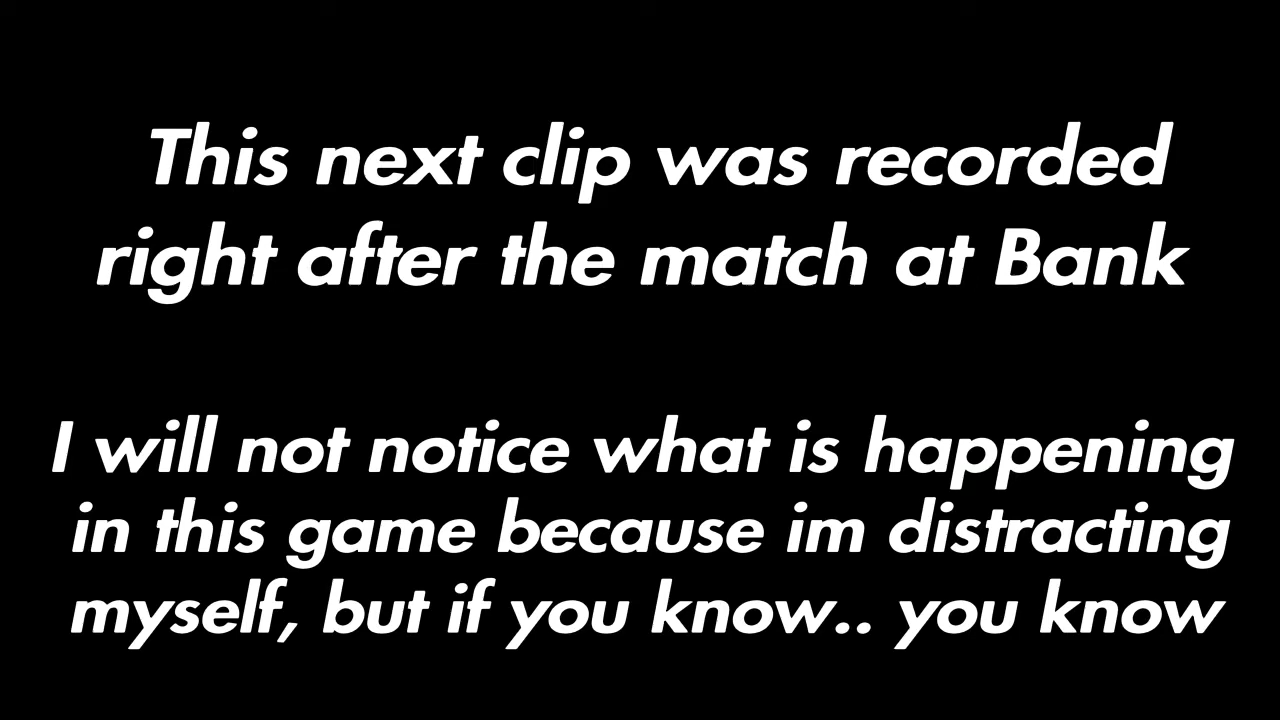 This next clip was recorded
right after the match at Bank
I will not notice what is happening
in this game because im distracting
myself, but if you know.. you know